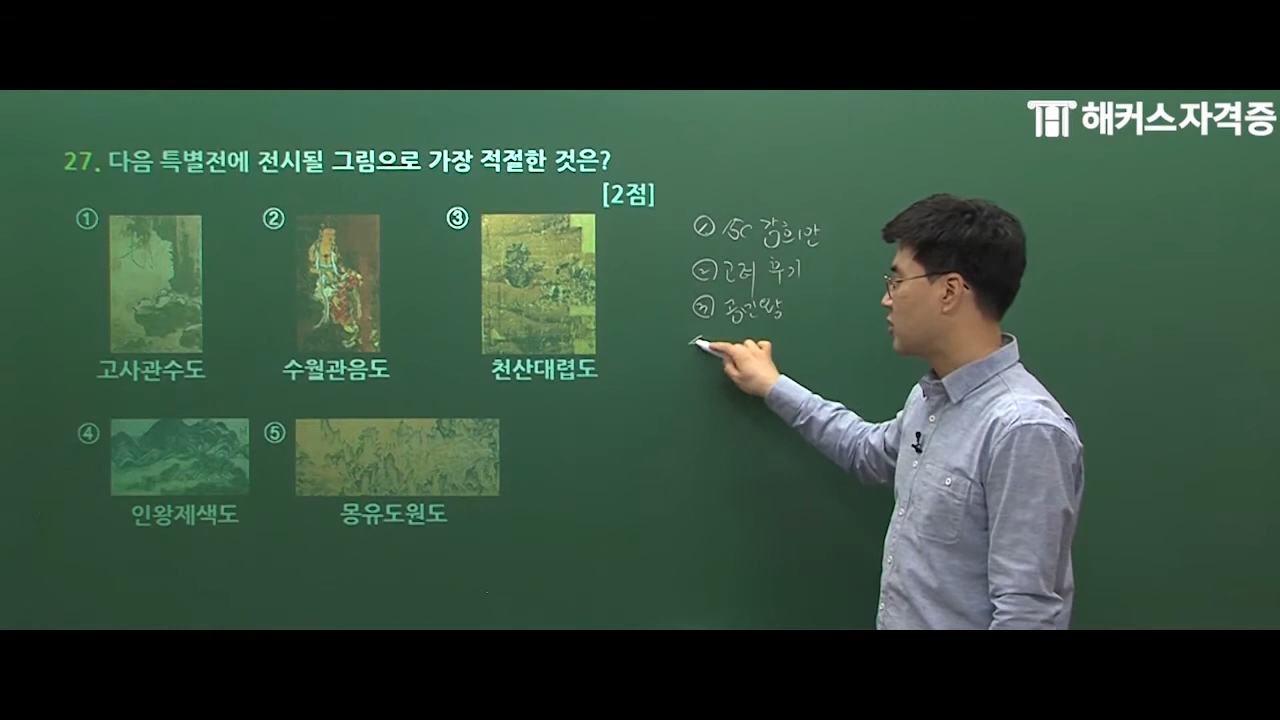 해커스자격증
27. 다음 특별전에 전시될 그림으로 가장 적절한 것은?
[2점]
① ② ③
고사관수도 수월관음도 천산대렵도
④ ⑤
인왕제색도 몽유도원도
① 15C 강희안
② 고려 후기
③ 공민왕